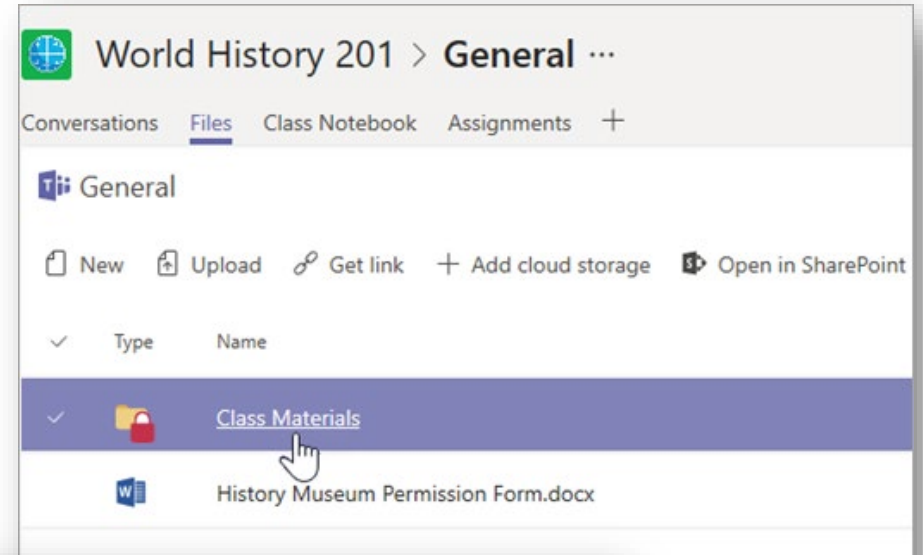 World History 201 > General ···
Conversations Files Class Notebook Assignments +
General
New Upload Get link + Add cloud storage Open in SharePoint
Type Name
Class Materials
History Museum Permission Form.docx